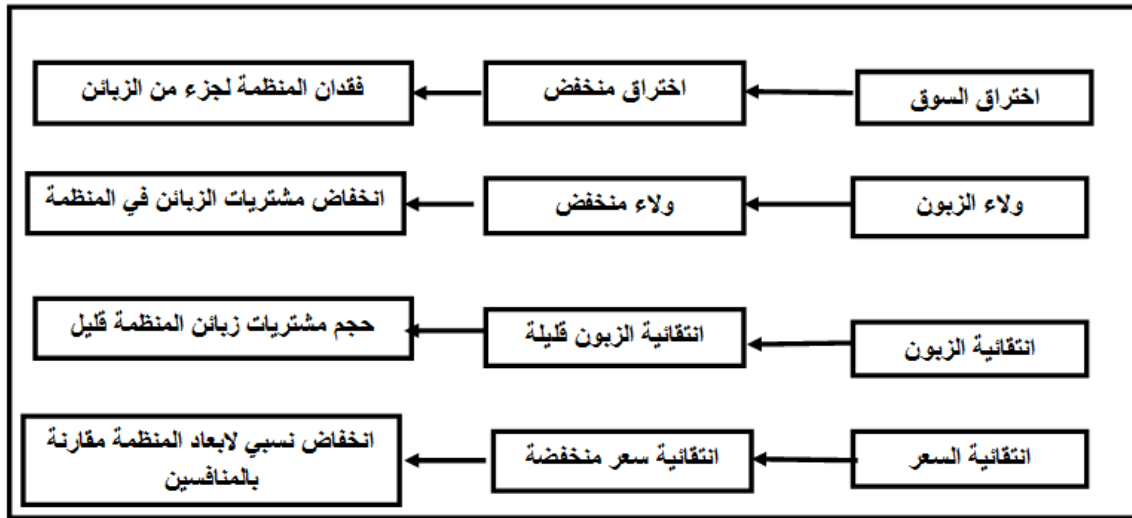 اختراق السوق
اختراق منخفض
فقدان المنظمة لجزء من الزبائن
ولاء الزبون
ولاء منخفض
انخفاض مشتريات الزبائن في المنظمة
انتقائية الزبون
انتقائية الزبون قليلة
حجم مشتريات زبائن المنظمة قليل
انتقائية السعر
انتقائية سعر منخفضة
انخفاض نسبي لابعاد المنظمة مقارنة
بالمنافسين